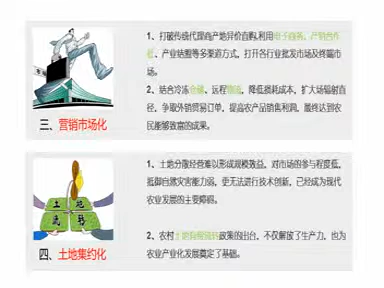 1、打破传统代理商产地异价直购,利用电子商务、产销合作
社、产业结盟等多渠道方式，打开各行业批发市场及终端市
场。
2、结合冷冻仓储、远程物流，降低损耗成本，扩大场辐射直
径，争取外销贸易订单，提高农产品销售利润，最终达到农
民能够致富的成果。
三、营销市场化
1、土地分散经营难以形成规模效益，对市场的参与程度低，
抵御自然灾害能力弱，更无法进行技术创新，已经成为现代
农业发展的主要障碍。
2、农村土地有偿流转政策的出台，不仅解放了生产力，也为
农业产业化发展奠定了基础。
土地
流转
四、土地集约化